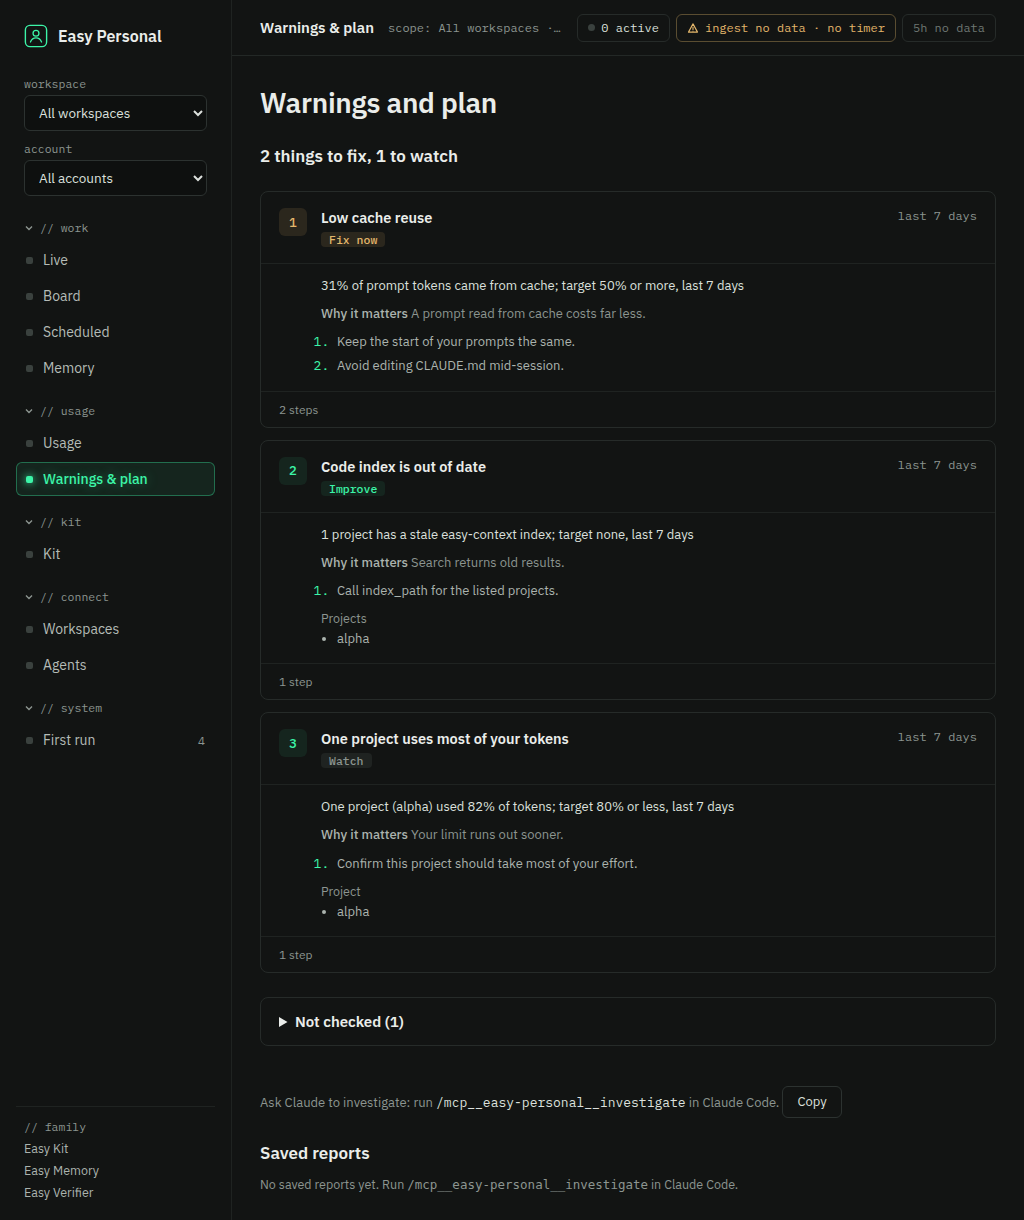 Easy Personal
workspace
All workspaces
account
All accounts
// work
Live
Board
Scheduled
Memory
// usage
Usage
Warnings & plan
// kit
Kit
// connect
Workspaces
Agents
// system
First run 4
// family
Easy Kit
Easy Memory
Easy Verifier
Warnings & plan scope: All workspaces ·… 0 active ingest no data · no timer 5h no data
Warnings and plan
2 things to fix, 1 to watch
1 Low cache reuse last 7 days
Fix now
31% of prompt tokens came from cache; target 50% or more, last 7 days
Why it matters A prompt read from cache costs far less.
1. Keep the start of your prompts the same.
2. Avoid editing CLAUDE.md mid-session.
2 steps
2 Code index is out of date last 7 days
Improve
1 project has a stale easy-context index; target none, last 7 days
Why it matters Search returns old results.
1. Call index_path for the listed projects.
Projects
• alpha
1 step
3 One project uses most of your tokens last 7 days
Watch
One project (alpha) used 82% of tokens; target 80% or less, last 7 days
Why it matters Your limit runs out sooner.
1. Confirm this project should take most of your effort.
Project
• alpha
1 step
Not checked (1)
Ask Claude to investigate: run /mcp__easy-personal__investigate in Claude Code. Copy
Saved reports
No saved reports yet. Run /mcp__easy-personal__investigate in Claude Code.